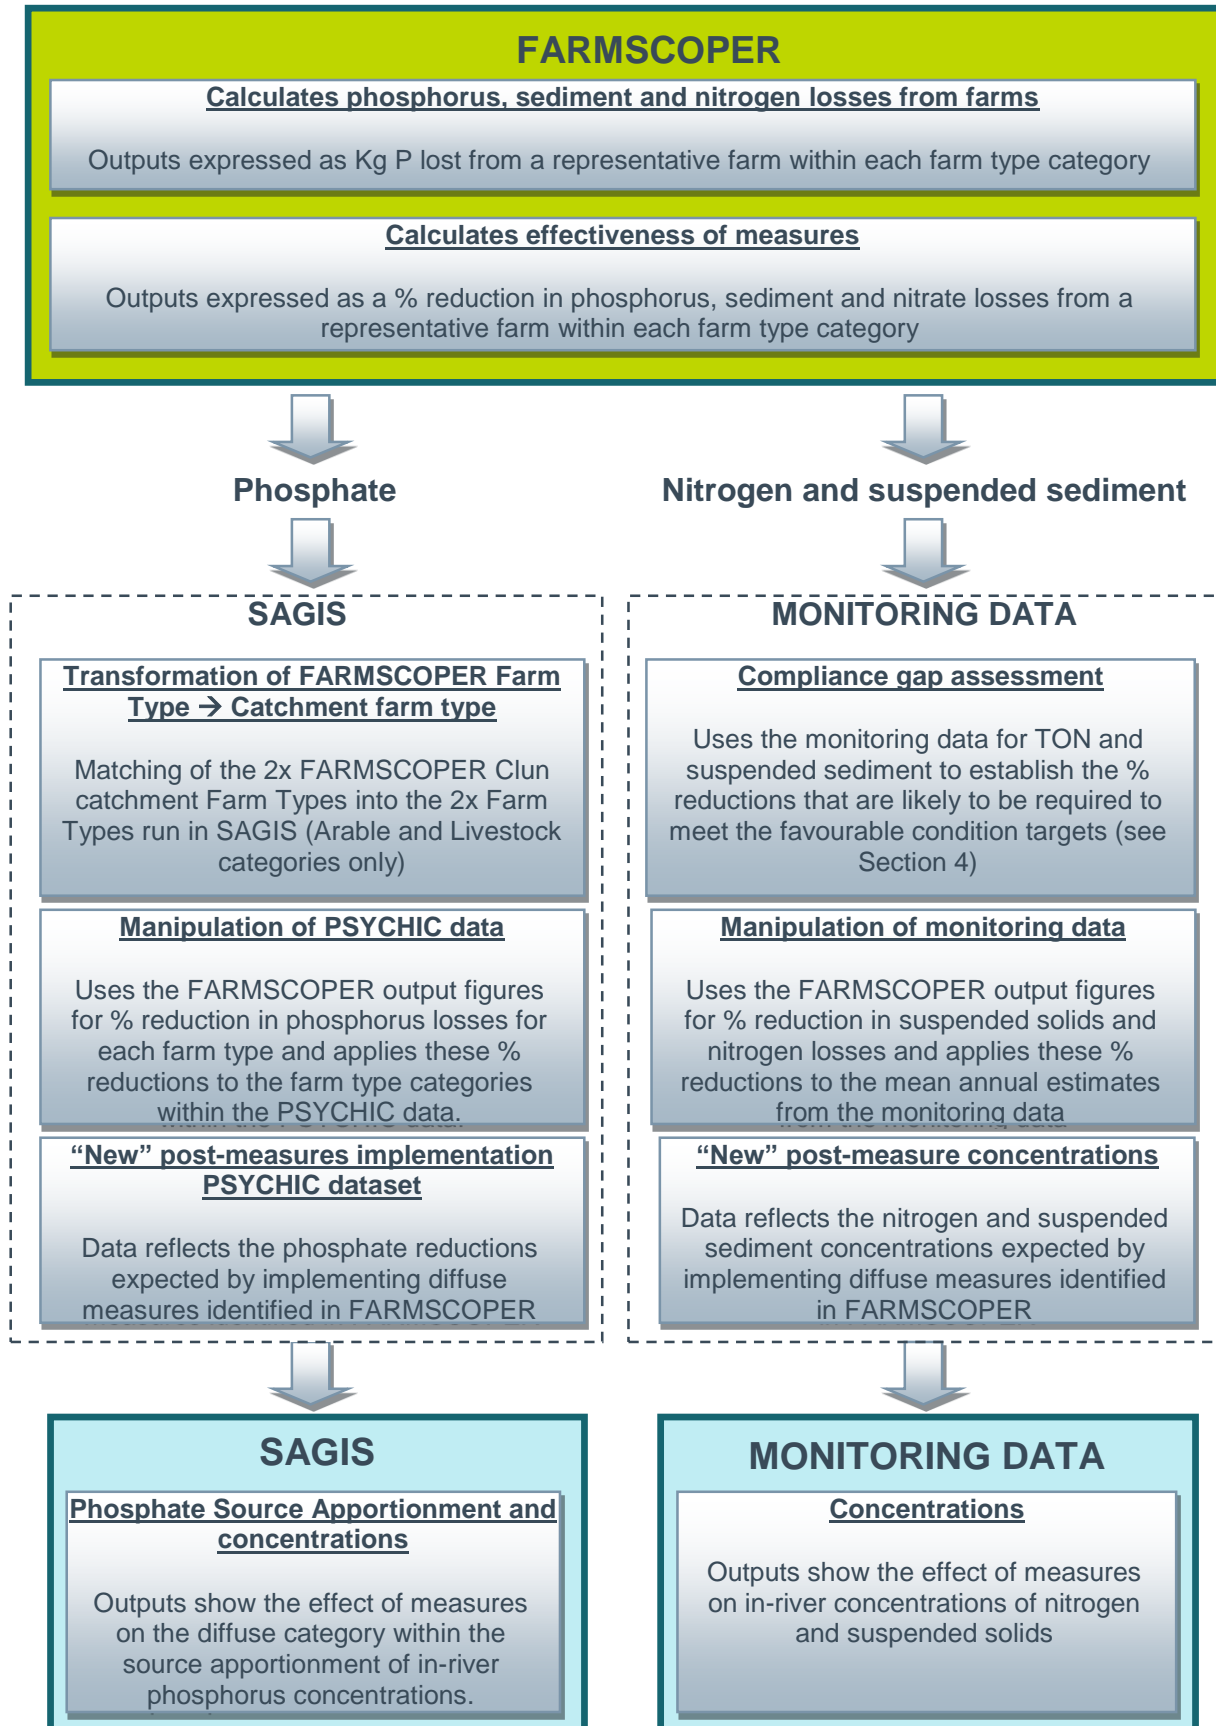 FARMSCOPER
Calculates phosphorus, sediment and nitrogen losses from farms
Outputs expressed as Kg P lost from a representative farm within each farm type category
Calculates effectiveness of measures
Outputs expressed as a % reduction in phosphorus, sediment and nitrate losses from a
representative farm within each farm type category
Phosphate
Nitrogen and suspended sediment
SAGIS
Transformation of FARMSCOPER Farm
Type → Catchment farm type
Matching of the 2x FARMSCOPER Clun
catchment Farm Types into the 2x Farm
Types run in SAGIS (Arable and Livestock
categories only)
Manipulation of PSYCHIC data
Uses the FARMSCOPER output figures
for % reduction in phosphorus losses for
each farm type and applies these %
reductions to the farm type categories
within the PSYCHIC data.
“New” post-measures implementation
PSYCHIC dataset
Data reflects the phosphate reductions
expected by implementing diffuse
measures identified in FARMSCOPER
MONITORING DATA
Compliance gap assessment
Uses the monitoring data for TON and
suspended sediment to establish the %
reductions that are likely to be required to
meet the favourable condition targets (see
Section 4)
Manipulation of monitoring data
Uses the FARMSCOPER output figures
for % reduction in suspended solids and
nitrogen losses and applies these %
reductions to the mean annual estimates
from the monitoring data
“New” post-measure concentrations
Data reflects the nitrogen and suspended
sediment concentrations expected by
implementing diffuse measures identified
in FARMSCOPER
SAGIS
Phosphate Source Apportionment and
concentrations
Outputs show the effect of measures
on the diffuse category within the
source apportionment of in-river
phosphorus concentrations.
MONITORING DATA
Concentrations
Outputs show the effect of measures
on in-river concentrations of nitrogen
and suspended solids